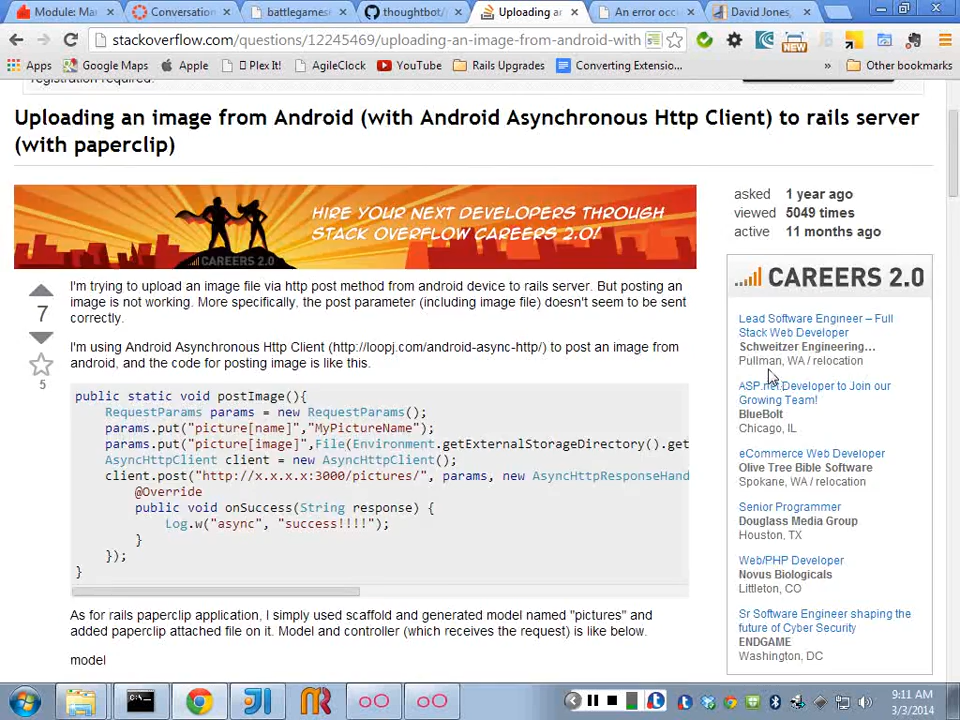 Module: Ma
Conversatio
battlegame:
thoughtbot/
Uploading ar
An error occ
David Jones,
stackoverflow.com/questions/12245469/uploading-an-image-from-android-with
Apps
Google Maps
Apple
Plex It!
AgileClock
YouTube
Rails Upgrades
Converting Extensio...
»
Other bookmarks
NEW
Uploading an image from Android (with Android Asynchronous Http Client) to rails server
(with paperclip)
HIRE YOUR NEXT DEVELOPERS THROUGH
STACK OVERFLOW CAREERS 2.0!
CAREERS 2.0
asked 1 year ago
viewed 5049 times
active 11 months ago
7
5
I'm trying to upload an image file via http post method from android device to rails server. But posting an
image is not working. More specifically, the post parameter (including image file) doesn't seem to be sent
correctly.
I'm using Android Asynchronous Http Client (http://loopj.com/android-async-http/) to post an image from
android, and the code for posting image is like this.
public static void postImage(){
RequestParams params = new RequestParams();
params.put("picture[name]","MyPictureName");
params.put("picture[image]",File(Environment.getExternalStorageDirectory().get
AsyncHttpClient client = new AsyncHttpClient();
client.post("http://x.x.x.x:3000/pictures/", params, new AsyncHttpResponseHand
@Override
public void onSuccess(String response) {
Log.w("async", "success!!!!");
}
});
}
As for rails paperclip application, I simply used scaffold and generated model named "pictures" and
added paperclip attached file on it. Model and controller (which receives the request) is like below.
model
CAREERS 2.0
Lead Software Engineer – Full
Stack Web Developer
Schweitzer Engineering...
Pullman, WA / relocation
ASP.net Developer to Join our
Growing Team!
BlueBolt
Chicago, IL
eCommerce Web Developer
Olive Tree Bible Software
Spokane, WA / relocation
Senior Programmer
Douglass Media Group
Houston, TX
Web/PHP Developer
Novus Biologicals
Littleton, CO
Sr Software Engineer shaping the
future of Cyber Security
ENDGAME
Washington, DC
9:11 AM
3/3/2014